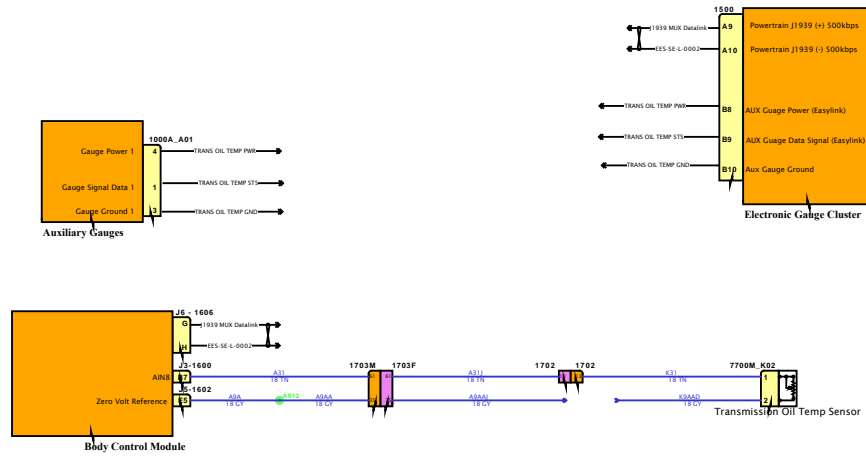 1500
J1939 MUX Datalink
A9
Powertrain J1939 (+) 500kbps
EES-SE-L-0002
A10
Powertrain J1939 (-) 500kbps
TRANS OIL TEMP PWR
B8
AUX Guage Power (Easylink)
TRANS OIL TEMP STS
B9
AUX Guage Data Signal (Easylink)
TRANS OIL TEMP GND
B10
Aux Gauge Ground
Electronic Gauge Cluster
1000A_A01
Gauge Power 1
4
TRANS OIL TEMP PWR
Gauge Signal Data 1
1
TRANS OIL TEMP STS
Gauge Ground 1
3
TRANS OIL TEMP GND
Auxiliary Gauges
J6 - 1606
G
J1939 MUX Datalink
H
EES-SE-L-0002
J3-1600
1703M
1703F
1702
1702
7700M_K02
AIN8
B7
A31
18 TN
A31J
18 TN
K31
18 TN
1
J5-1602
Zero Volt Reference
E5
A9A
18 GY
AS12
A9AA
18 GY
A9AAJ
18 GY
K9AAD
18 GY
2
Transmission Oil Temp Sensor
Body Control Module